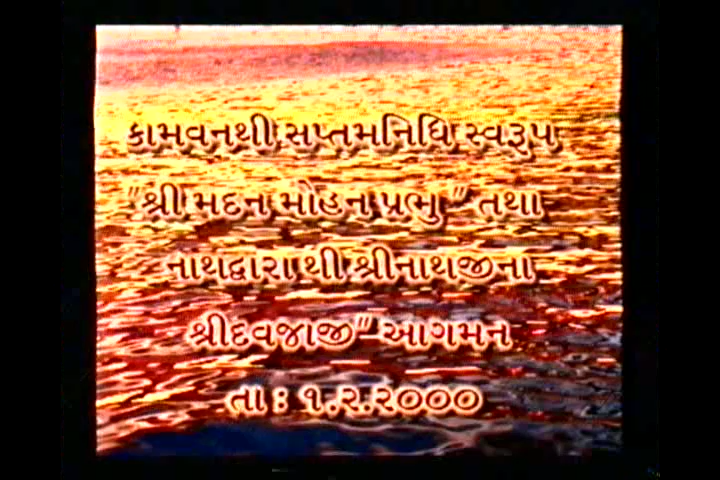 કામવનથી સપ્તમનિધિ સ્વરૂપ
"શ્રી મદન મોહન પ્રભુ " તથા
નાથદ્વારા થી શ્રીનાથજીના
શ્રીદવજાજી" આગમન
તા : ૧.૨.૨૦૦૦